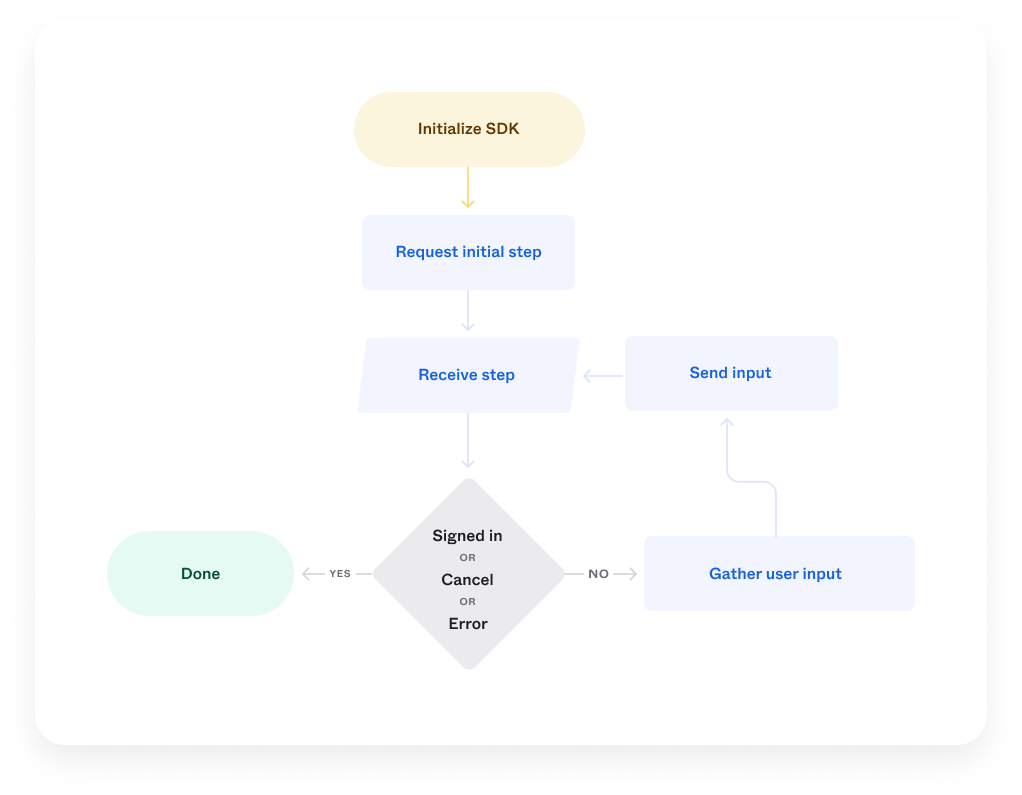 Initialize SDK
Request initial step
Receive step
Send input
Signed in
OR
Cancel
OR
Error
YES
Done
NO
Gather user input